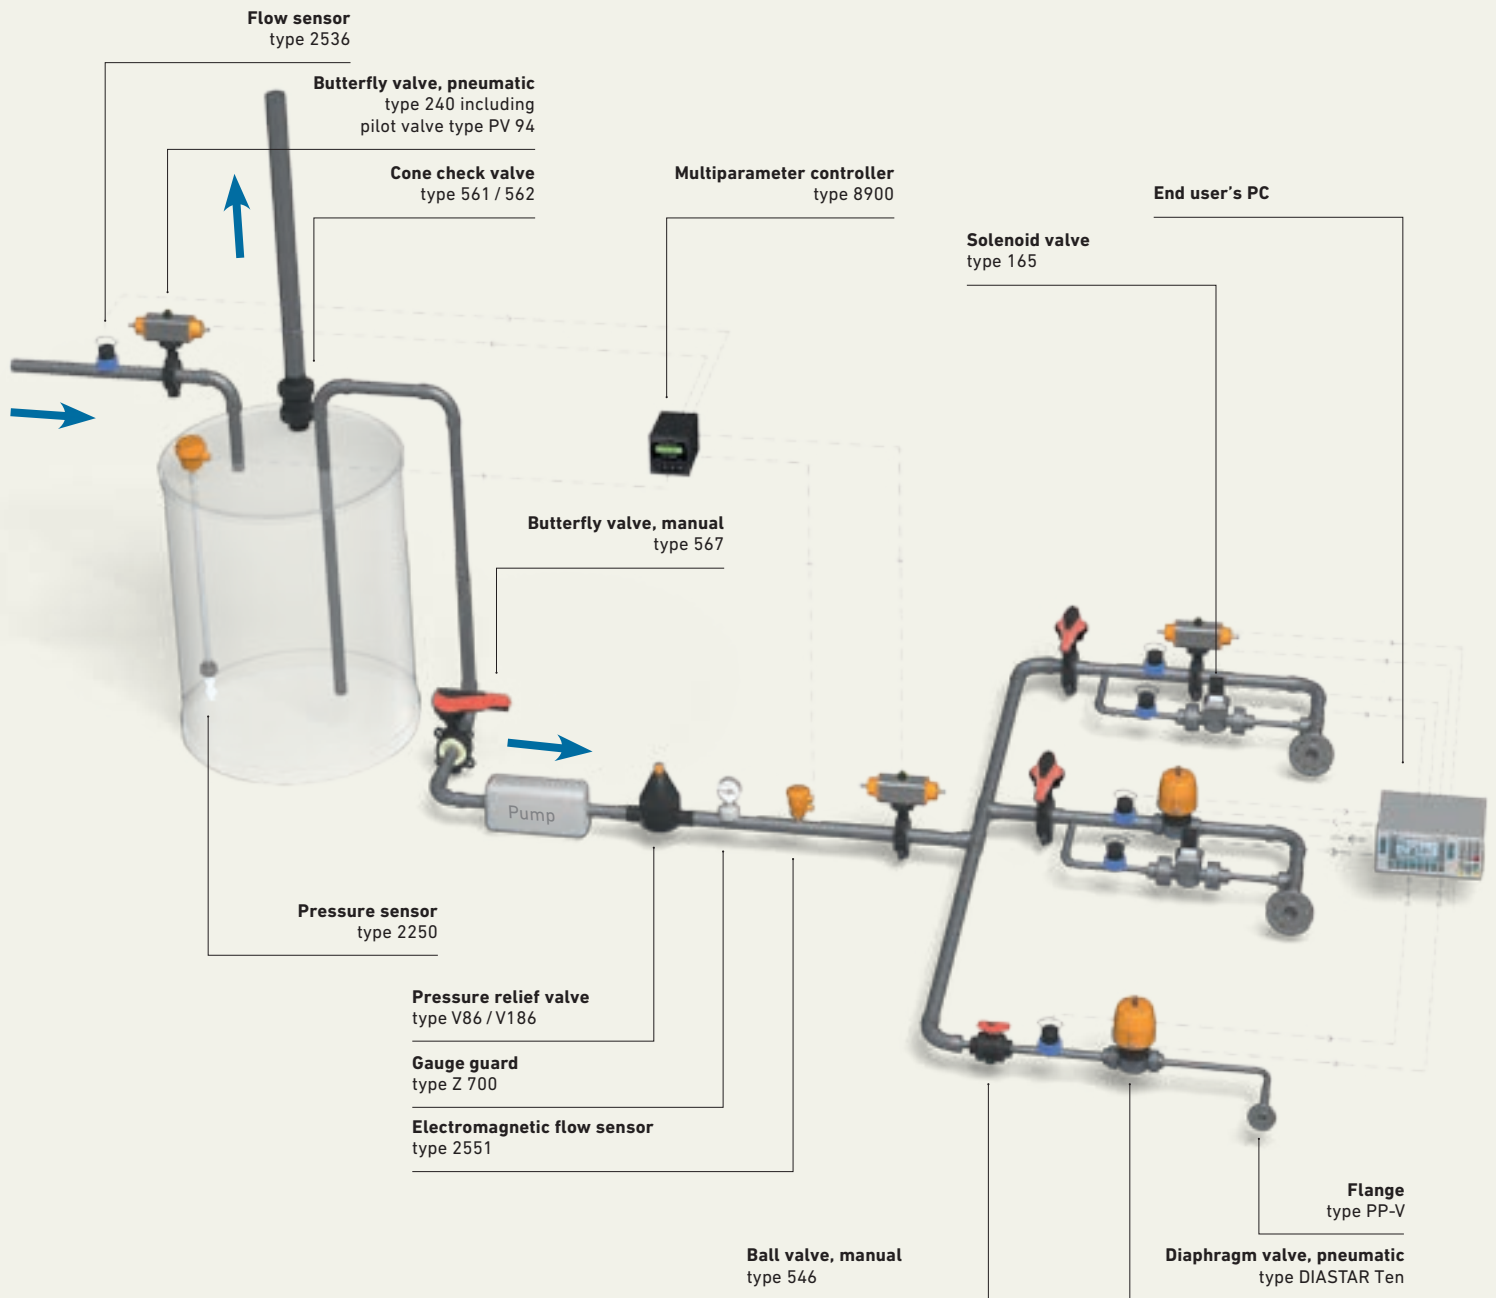 Flow sensor
type 2536
Butterfly valve, pneumatic
type 240 including
pilot valve type PV 94
Cone check valve
type 561 / 562
Multiparameter controller
type 8900
End user’s PC
Solenoid valve
type 165
Butterfly valve, manual
type 567
Pump
Pressure sensor
type 2250
Pressure relief valve
type V86 / V186
Gauge guard
type Z 700
Electromagnetic flow sensor
type 2551
Flange
type PP-V
Ball valve, manual
type 546
Diaphragm valve, pneumatic
type DIASTAR Ten